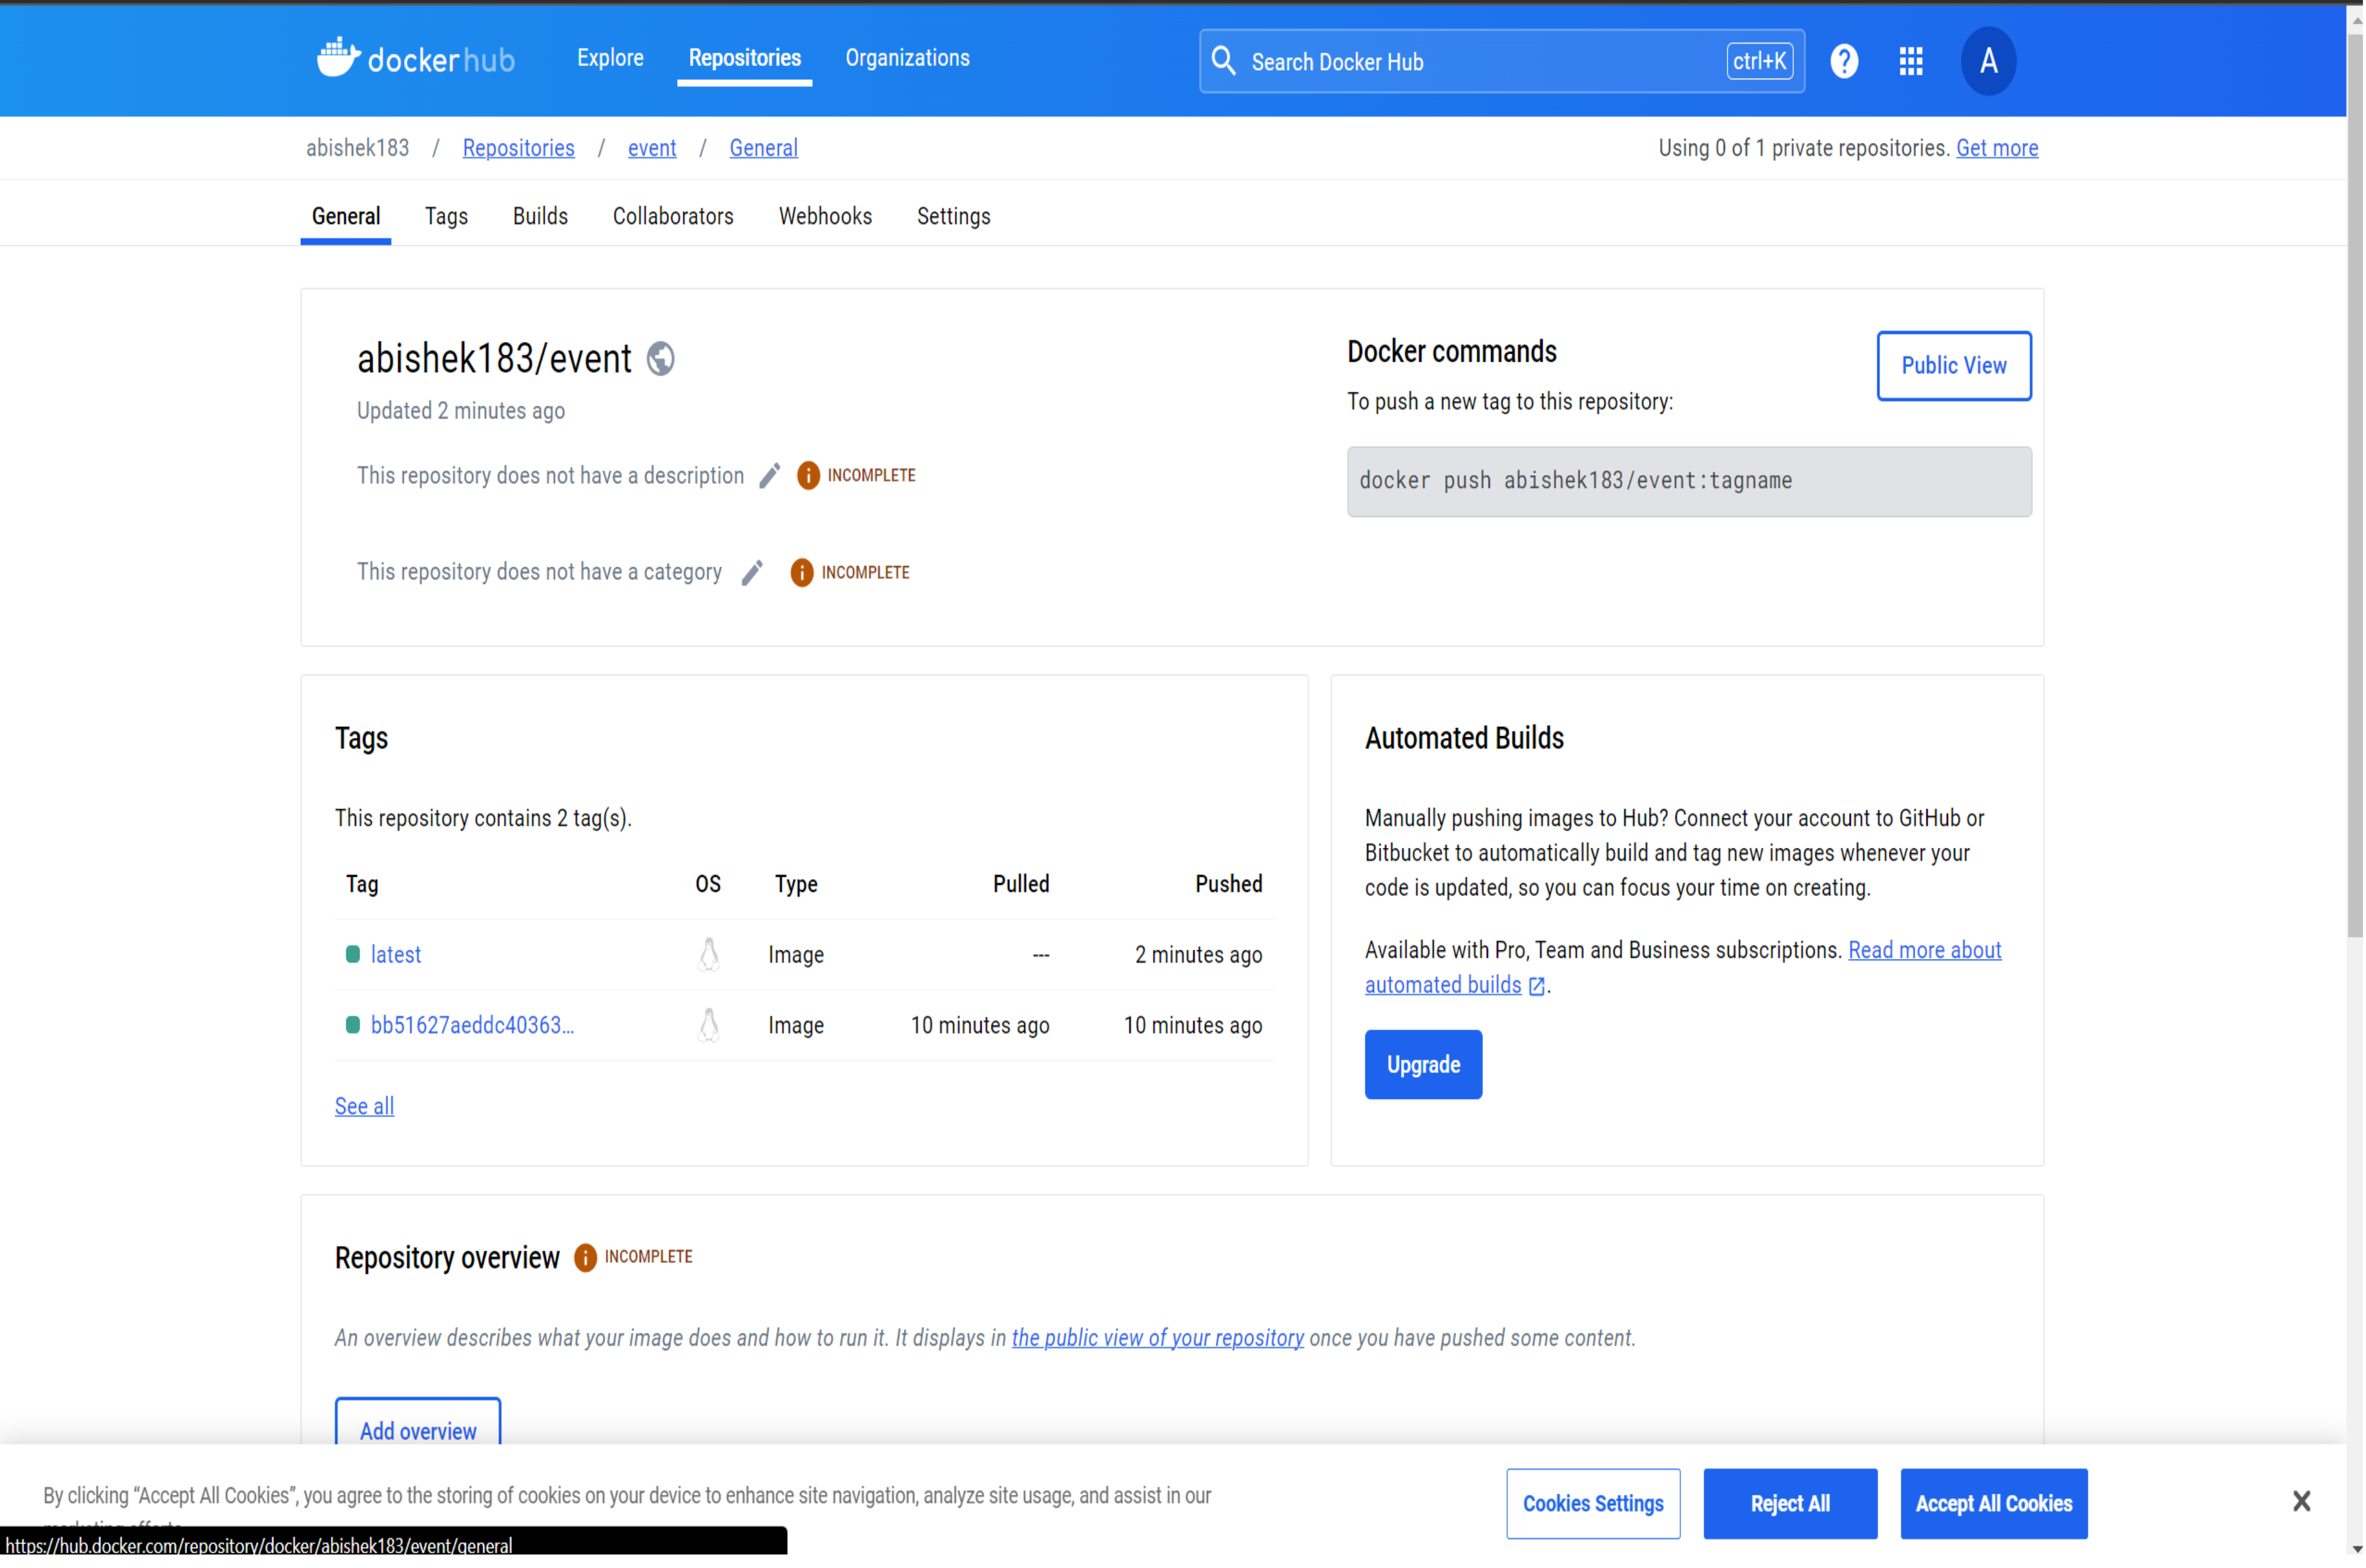 dockerhub Explore Repositories Organizations Search Docker Hub ctrl+K ? A
abishek183 / Repositories / event / General Using 0 of 1 private repositories. Get more
General Tags Builds Collaborators Webhooks Settings
abishek183/event
Updated 2 minutes ago
This repository does not have a description INCOMPLETE
This repository does not have a category INCOMPLETE
Docker commands
Public View
To push a new tag to this repository:
docker push abishek183/event:tagname
Tags
This repository contains 2 tag(s).
Tag OS Type Pulled Pushed
latest Image --- 2 minutes ago
bb51627aeddc40363... Image 10 minutes ago 10 minutes ago
See all
Automated Builds
Manually pushing images to Hub? Connect your account to GitHub or
Bitbucket to automatically build and tag new images whenever your
code is updated, so you can focus your time on creating.
Available with Pro, Team and Business subscriptions. Read more about
automated builds.
Upgrade
Repository overview INCOMPLETE
An overview describes what your image does and how to run it. It displays in the public view of your repository once you have pushed some content.
Add overview
By clicking “Accept All Cookies”, you agree to the storing of cookies on your device to enhance site navigation, analyze site usage, and assist in our
Cookies Settings Reject All Accept All Cookies
https://hub.docker.com/repository/docker/abishek183/event/general